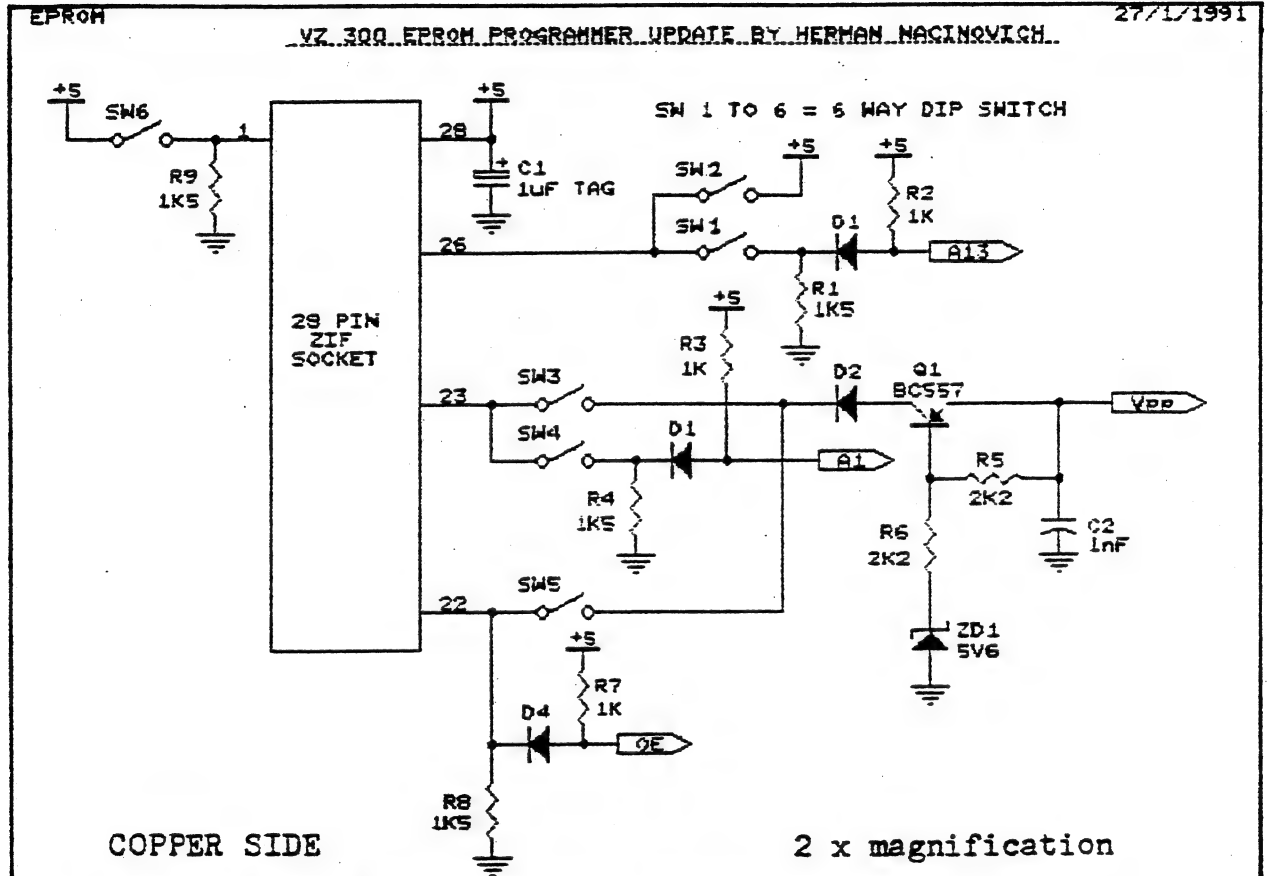 EPROM
27/1/1991
VZ 300 EPROM PROGRAMMER UPDATE BY HERMAN NACINOVICH
+5
SW6
1
R9
1K5
28 PIN
ZIF
SOCKET
+5
28
+
C1
1uF TAG
SW 1 TO 6 = 6 WAY DIP SWITCH
+5
SW2
+5
R2
1K
26
SW1
D1
A13
R1
1K5
+5
R3
1K
23
SW3
D2
Q1
BC557
Vpp
SW4
D1
A1
R4
1K5
R5
2K2
R6
2K2
C2
1nF
22
SW5
ZD1
5V6
+5
R7
1K
D4
OE
R8
1K5
COPPER SIDE
2 x magnification